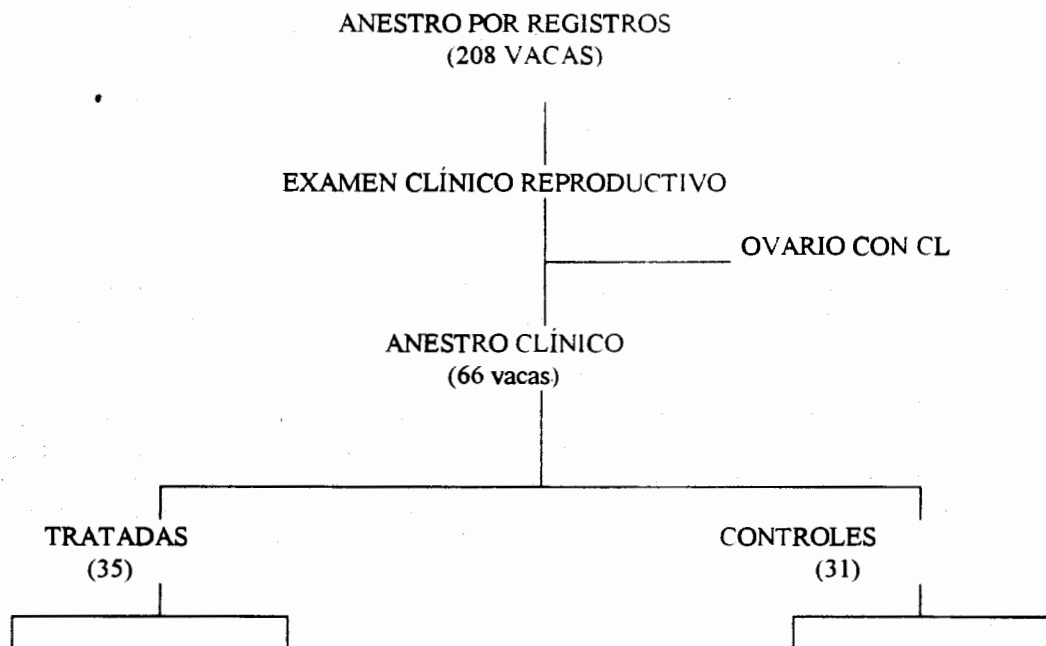 ANESTRO POR REGISTROS
(208 VACAS)
EXAMEN CLÍNICO REPRODUCTIVO
OVARIO CON CL
ANESTRO CLÍNICO
(66 vacas)
TRATADAS
(35)
CONTROLES
(31)